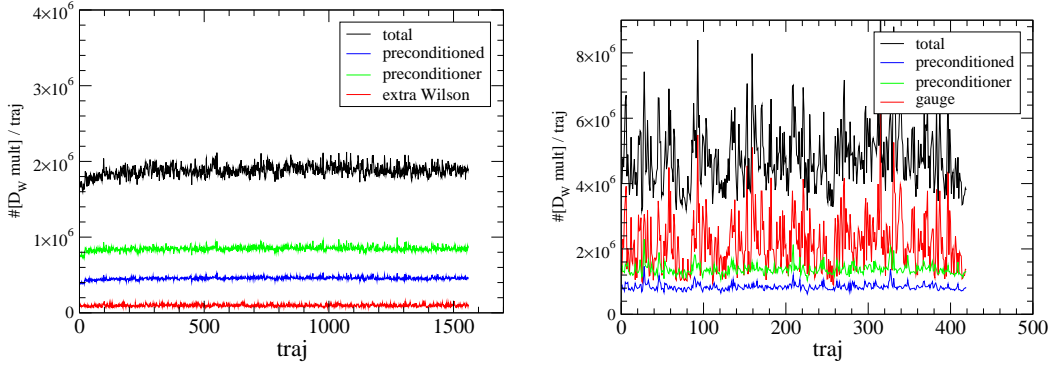 4×10⁶
3×10⁶
2×10⁶
1×10⁶
0
#[D_W mult] / traj
total
preconditioned
preconditioner
extra Wilson
0
500
1000
1500
traj
8×10⁶
6×10⁶
4×10⁶
2×10⁶
0
#[D_W mult] / traj
total
preconditioned
preconditioner
gauge
0
100
200
300
400
500
traj